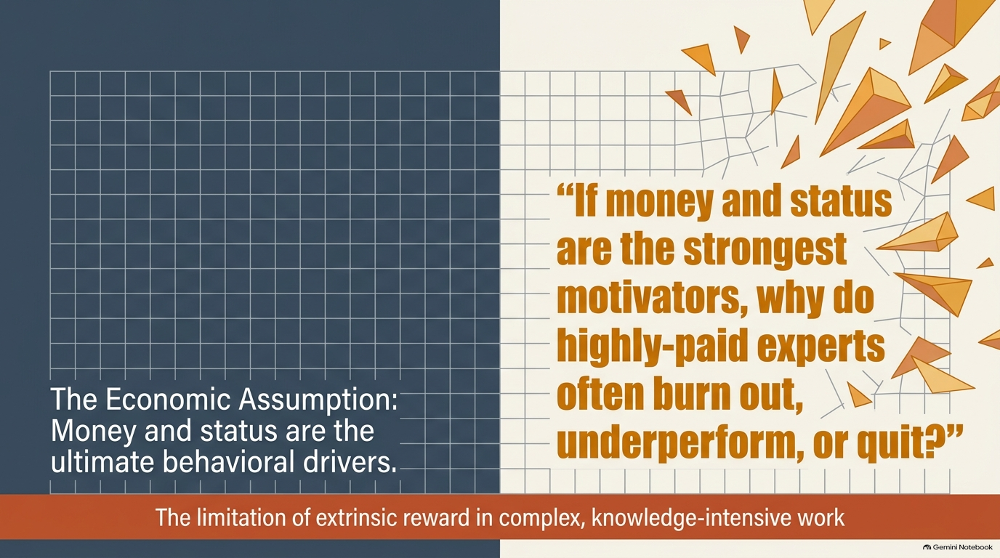 The Economic Assumption:
Money and status are the
ultimate behavioral drivers.
“If money and status
are the strongest
motivators, why do
highly-paid experts
often burn out,
underperform, or quit?”
The limitation of extrinsic reward in complex, knowledge-intensive work
Gemini Notebook